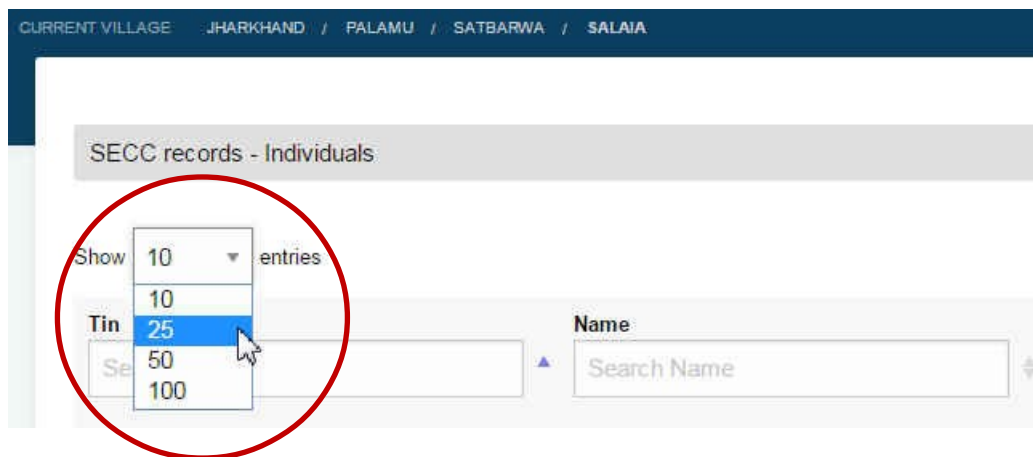 CURRENT VILLAGE JHARKHAND / PALAMU / SATBARWA / SALAIA
SECC records - Individuals
Show 10 entries
10
25
50
100
Tin Name
Se Search Name